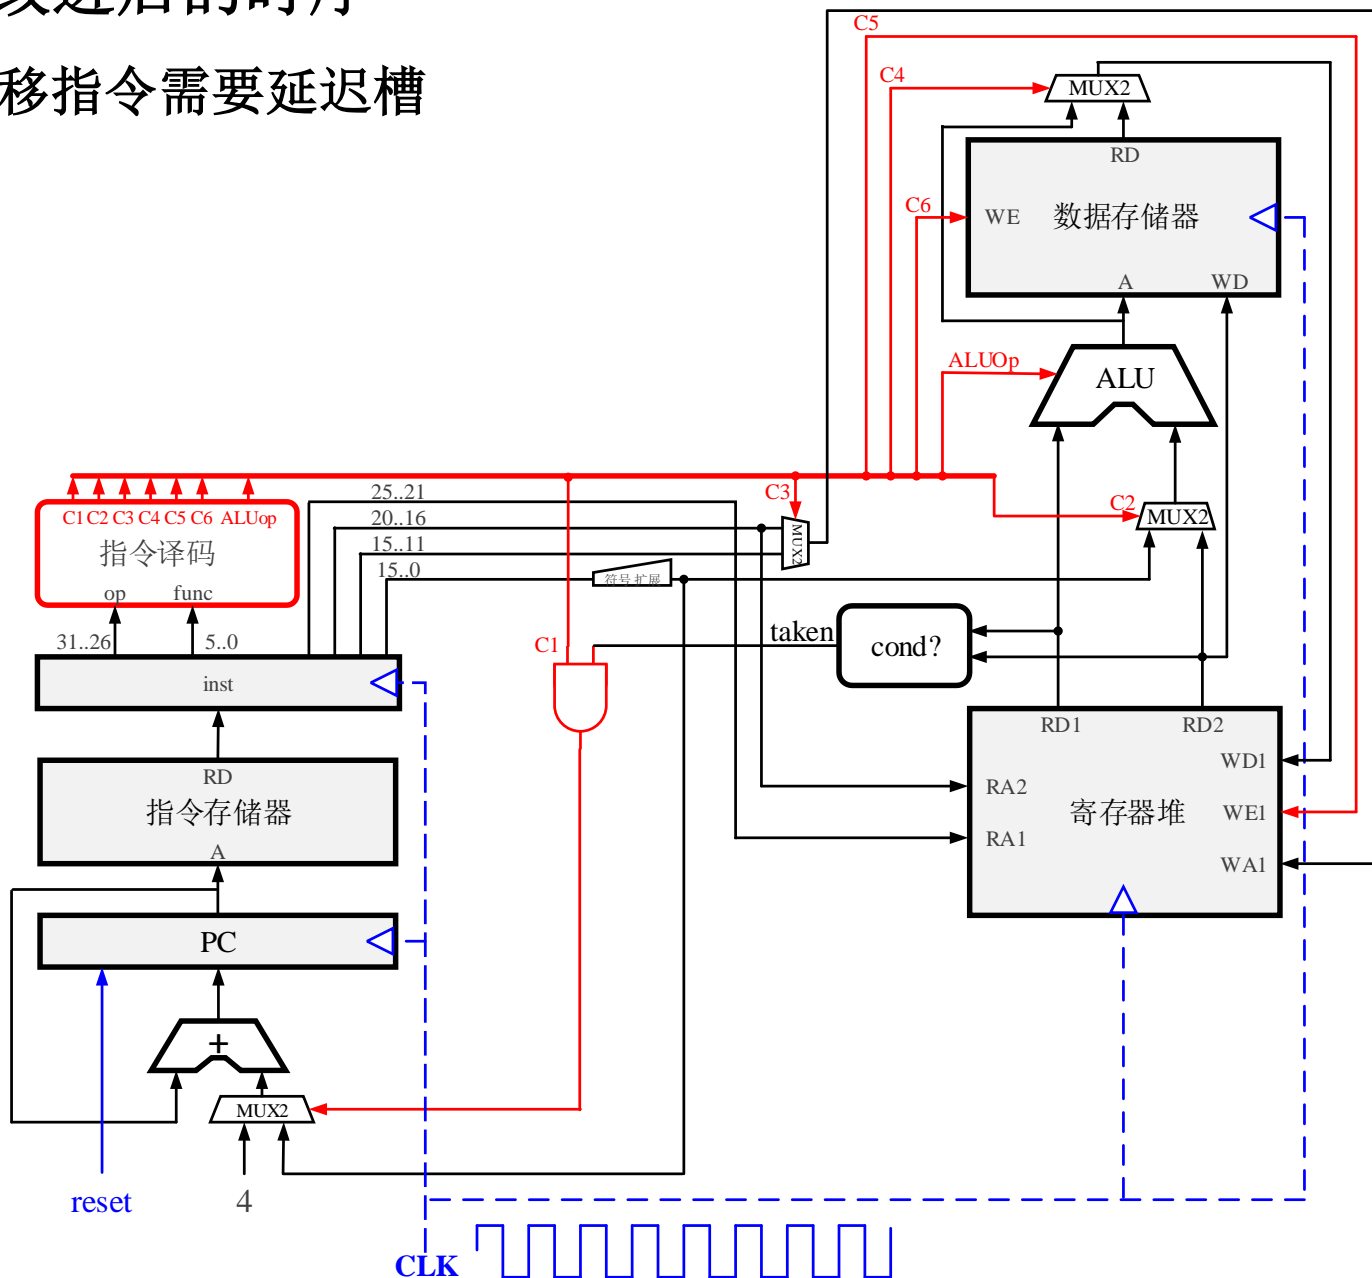 移指令需要延迟槽
C5
C4
MUX2
RD
C6
WE
数据存储器
A
WD
ALUOp
ALU
C3
C2
MUX2
MUX2
C1 C2 C3 C4 C5 C6 ALUop
指令译码
op
func
25..21
20..16
15..11
15..0
符号扩展
31..26
5..0
C1
taken
cond?
inst
RD
指令存储器
A
RD1
RD2
WD1
RA2
寄存器堆
WE1
RA1
WA1
PC
+
MUX2
reset
4
CLK